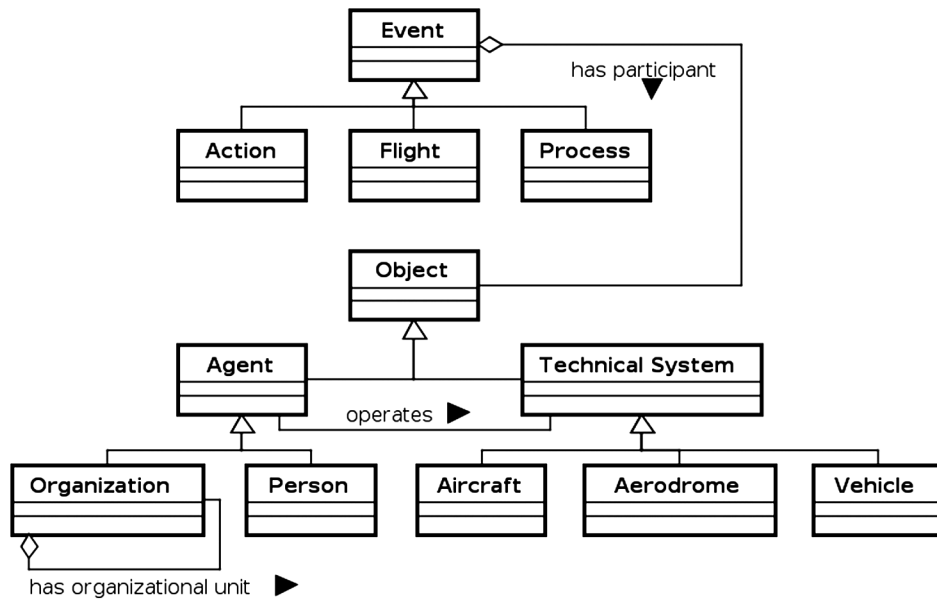 Event
has participant
Action
Flight
Process
Object
Agent
Technical System
operates
Organization
Person
Aircraft
Aerodrome
Vehicle
has organizational unit